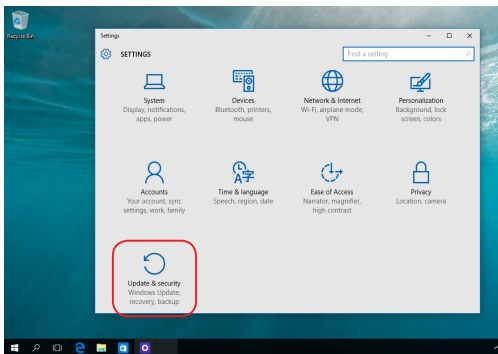 Recycle Bin
Settings
SETTINGS
Find a setting
System
Display, notifications,
apps, power
Devices
Bluetooth, printers,
mouse
Network & Internet
Wi-Fi, airplane mode,
VPN
Personalization
Background, lock
screen, colors
Accounts
Your account, sync
settings, work, family
Time & language
Speech, region, date
Ease of Access
Narrator, magnifier,
high contrast
Privacy
Location, camera
Update & security
Windows Update,
recovery, backup